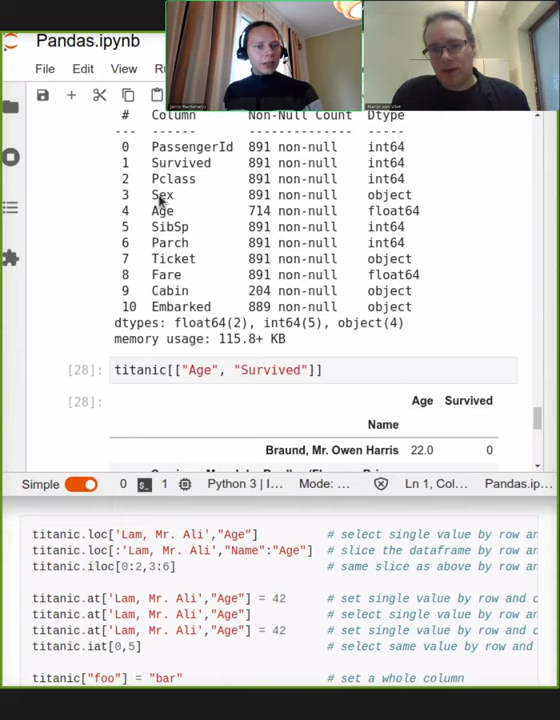 Pandas.ipynb
File Edit View
# Column Non-Null Count Dtype
--- ------ -------------- -----
0 PassengerId 891 non-null int64
1 Survived 891 non-null int64
2 Pclass 891 non-null int64
3 Sex 891 non-null object
4 Age 714 non-null float64
5 SibSp 891 non-null int64
6 Parch 891 non-null int64
7 Ticket 891 non-null object
8 Fare 891 non-null float64
9 Cabin 204 non-null object
10 Embarked 889 non-null object
dtypes: float64(2), int64(5), object(4)
memory usage: 115.8+ KB
[28]: titanic[["Age", "Survived"]]
[28]: Age Survived
Name
Braund, Mr. Owen Harris 22.0 0
Simple 0 1 Python 3 | I... Mode: ... Ln 1, Col... Pandas.ip...
titanic.loc['Lam, Mr. Ali',"Age"] # select single value by row an
titanic.loc[:'Lam, Mr. Ali',"Name":"Age"] # slice the dataframe by row an
titanic.iloc[0:2,3:6] # same slice as above by row an
titanic.at['Lam, Mr. Ali',"Age"] = 42 # set single value by row and c
titanic.at['Lam, Mr. Ali',"Age"] # select single value by row an
titanic.at['Lam, Mr. Ali',"Age"] = 42 # set single value by row and c
titanic.iat[0,5] # select same value by row and
titanic["foo"] = "bar" # set a whole column